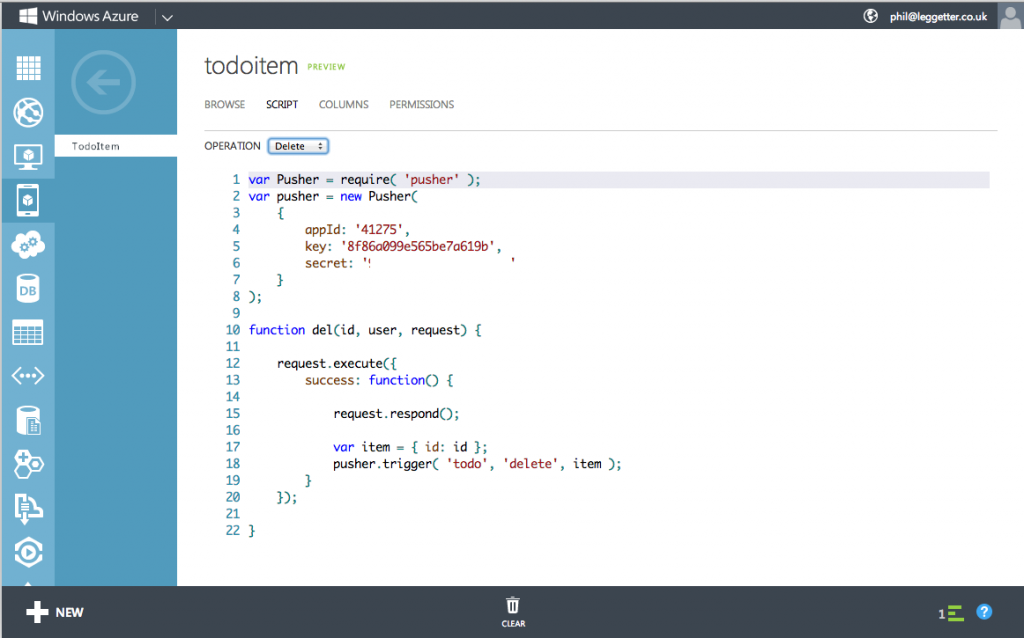 Windows Azure
phil@leggetter.co.uk
todoitem PREVIEW
BROWSE SCRIPT COLUMNS PERMISSIONS
TodoItem
OPERATION Delete
1 var Pusher = require( 'pusher' );
2 var pusher = new Pusher(
3 {
4 appId: '41275',
5 key: '8f86a099e565be7a619b',
6 secret: ' '
7 }
8 );
9
10 function del(id, user, request) {
11
12 request.execute({
13 success: function() {
14
15 request.respond();
16
17 var item = { id: id };
18 pusher.trigger( 'todo', 'delete', item );
19 }
20 });
21
22 }
DB
NEW
CLEAR
1
?